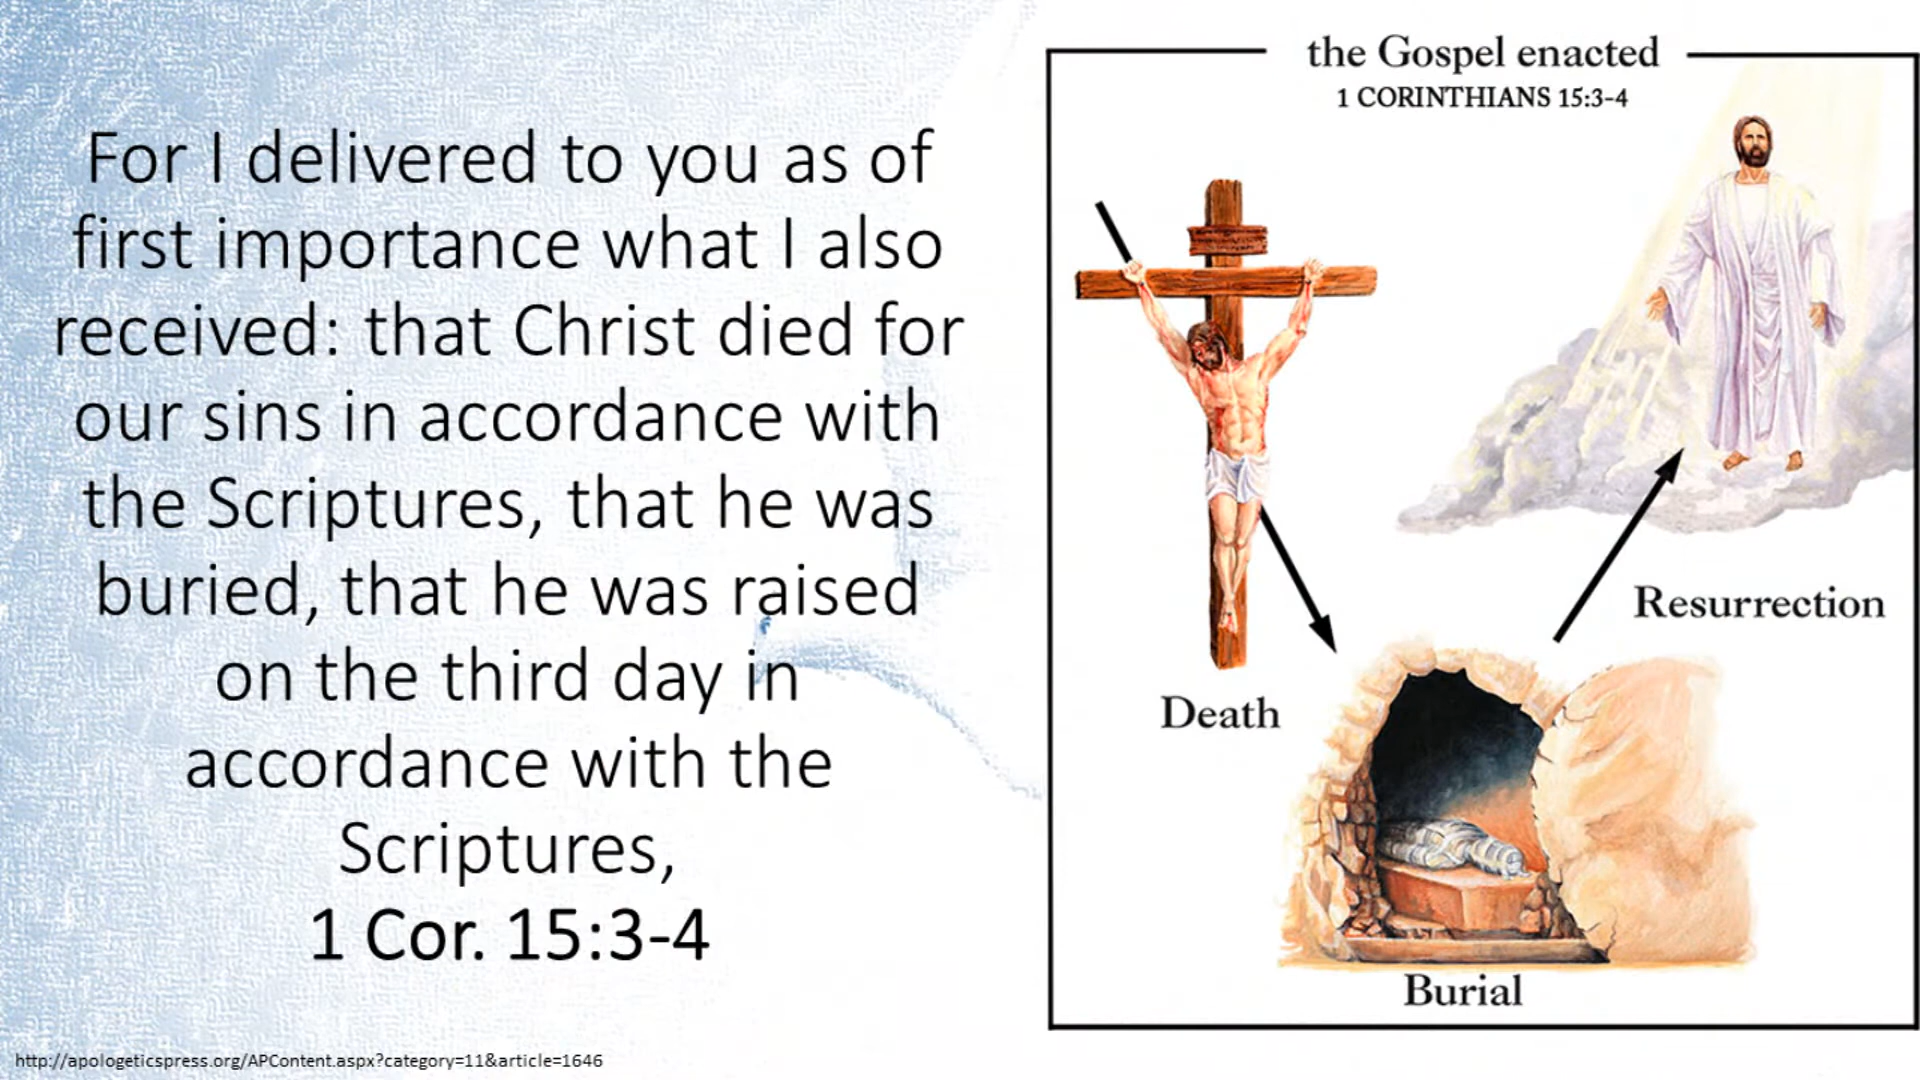 For I delivered to you as of
first importance what I also
received: that Christ died for
our sins in accordance with
the Scriptures, that he was
buried, that he was raised
on the third day in
accordance with the
Scriptures,
1 Cor. 15:3-4
http://apologeticspress.org/APContent.aspx?category=11&article=1646
the Gospel enacted
1 CORINTHIANS 15:3-4
Death
Resurrection
Burial